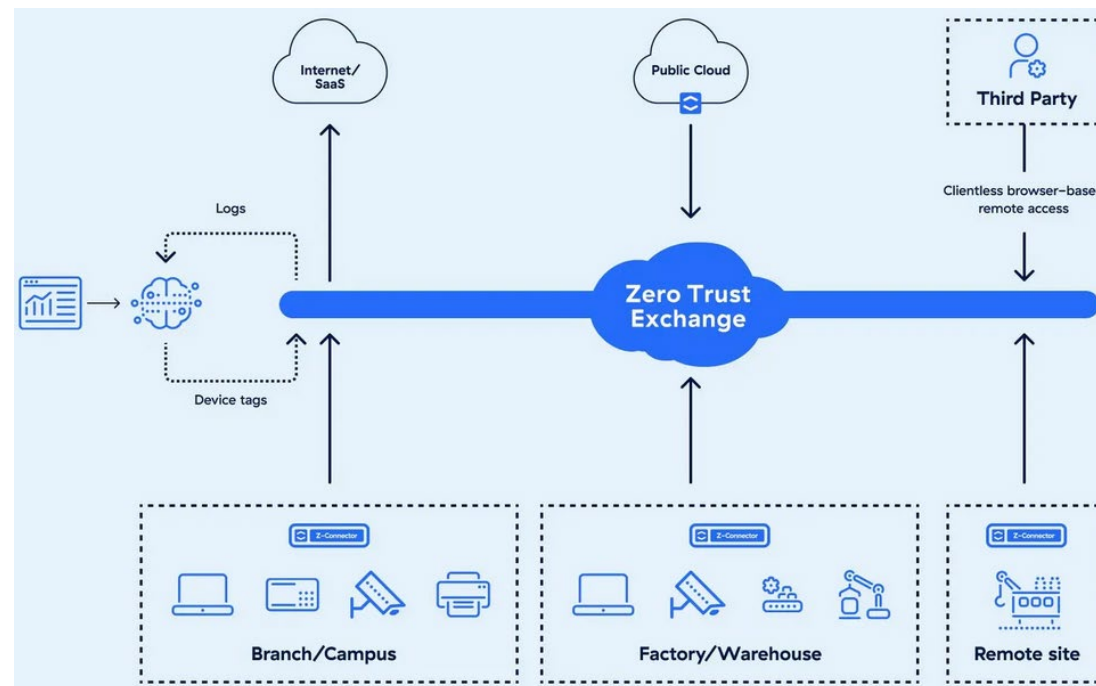 Internet/
SaaS
Public Cloud
Third Party
Clientless browser-base
remote access
Logs
Zero Trust
Exchange
Device tags
Z-Connector
Z-Connector
Z-Connector
Branch/Campus
Factory/Warehouse
Remote site